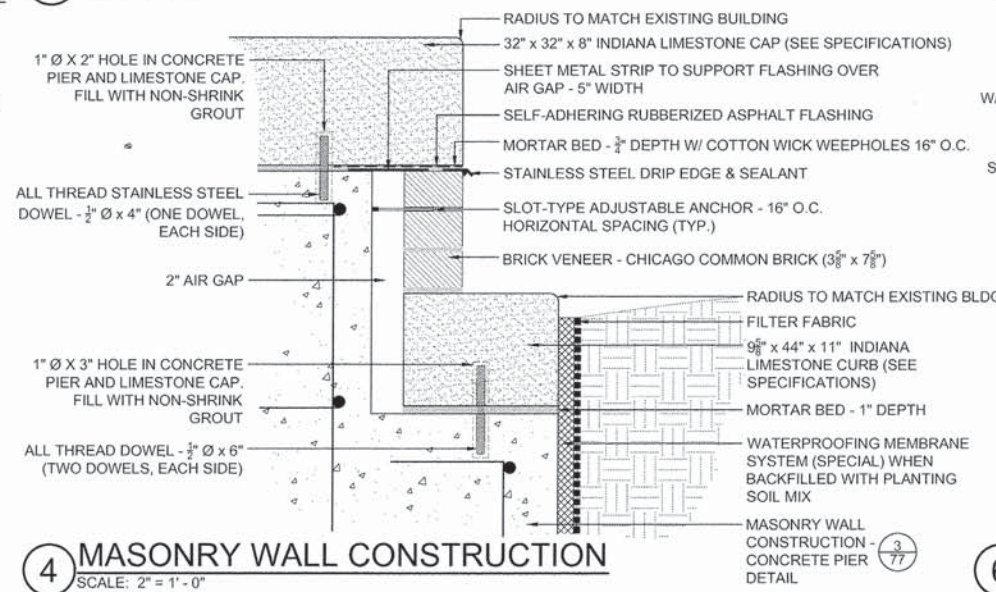 1" Ø X 2" HOLE IN CONCRETE
PIER AND LIMESTONE CAP.
FILL WITH NON-SHRINK
GROUT
ALL THREAD STAINLESS STEEL
DOWEL - 1/2" Ø x 4" (ONE DOWEL,
EACH SIDE)
2" AIR GAP
1" Ø X 3" HOLE IN CONCRETE
PIER AND LIMESTONE CAP.
FILL WITH NON-SHRINK
GROUT
ALL THREAD DOWEL - 1/2" Ø x 6"
(TWO DOWELS, EACH SIDE)
RADIUS TO MATCH EXISTING BUILDING
32" x 32" x 8" INDIANA LIMESTONE CAP (SEE SPECIFICATIONS)
SHEET METAL STRIP TO SUPPORT FLASHING OVER
AIR GAP - 5" WIDTH
SELF-ADHERING RUBBERIZED ASPHALT FLASHING
MORTAR BED - 3/4" DEPTH W/ COTTON WICK WEEPHOLES 16" O.C.
STAINLESS STEEL DRIP EDGE & SEALANT
SLOT-TYPE ADJUSTABLE ANCHOR - 16" O.C.
HORIZONTAL SPACING (TYP.)
BRICK VENEER - CHICAGO COMMON BRICK (3 5/8" x 7 5/8")
RADIUS TO MATCH EXISTING BLDG
FILTER FABRIC
9 5/8" x 44" x 11" INDIANA
LIMESTONE CURB (SEE
SPECIFICATIONS)
MORTAR BED - 1" DEPTH
WATERPROOFING MEMBRANE
SYSTEM (SPECIAL) WHEN
BACKFILLED WITH PLANTING
SOIL MIX
MASONRY WALL
CONSTRUCTION -
CONCRETE PIER
DETAIL
3
77
4 MASONRY WALL CONSTRUCTION
SCALE: 2" = 1' - 0"